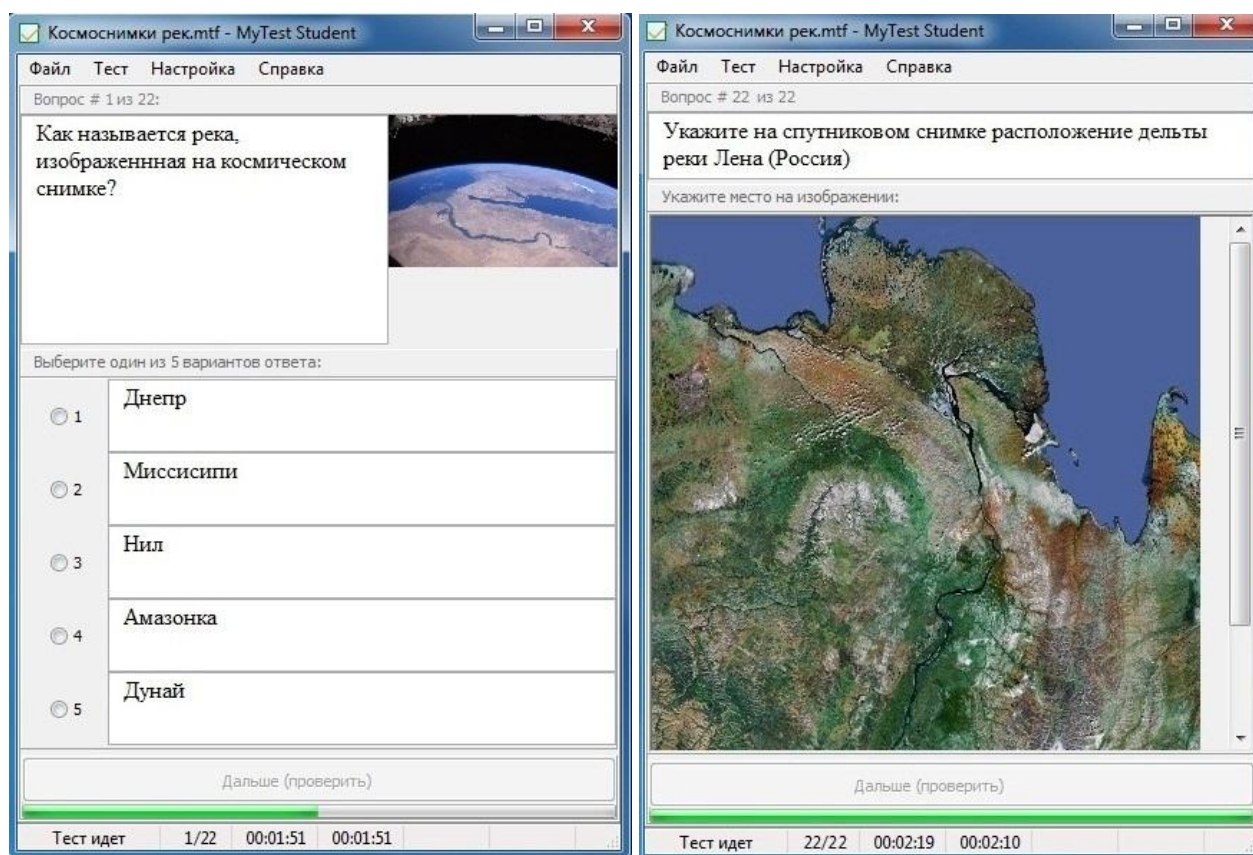 Космоснимки рек.mtf - MyTest Student
Файл Тест Настройка Справка
Вопрос # 1 из 22:
Как называется река,
изображеннная на космическом
снимке?
Выберите один из 5 вариантов ответа:
1 Днепр
2 Миссисипи
3 Нил
4 Амазонка
5 Дунай
Дальше (проверить)
Тест идет 1/22 00:01:51 00:01:51
Космоснимки рек.mtf - MyTest Student
Файл Тест Настройка Справка
Вопрос # 22 из 22
Укажите на спутниковом снимке расположение дельты
реки Лена (Россия)
Укажите место на изображении:
Дальше (проверить)
Тест идет 22/22 00:02:19 00:02:10